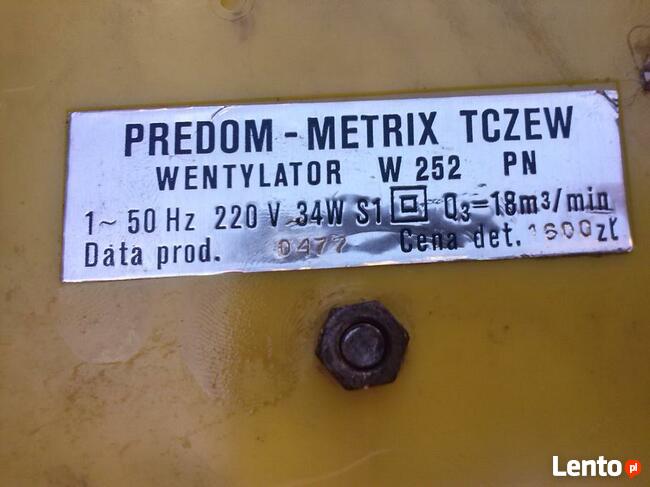 PREDOM - METRIX TCZEW
WENTYLATOR W 252 PN
1~ 50 Hz 220 V 34W S1 Q₃=18m³/min
Data prod. 0477 Cena det. 1600zł
Lento.pl